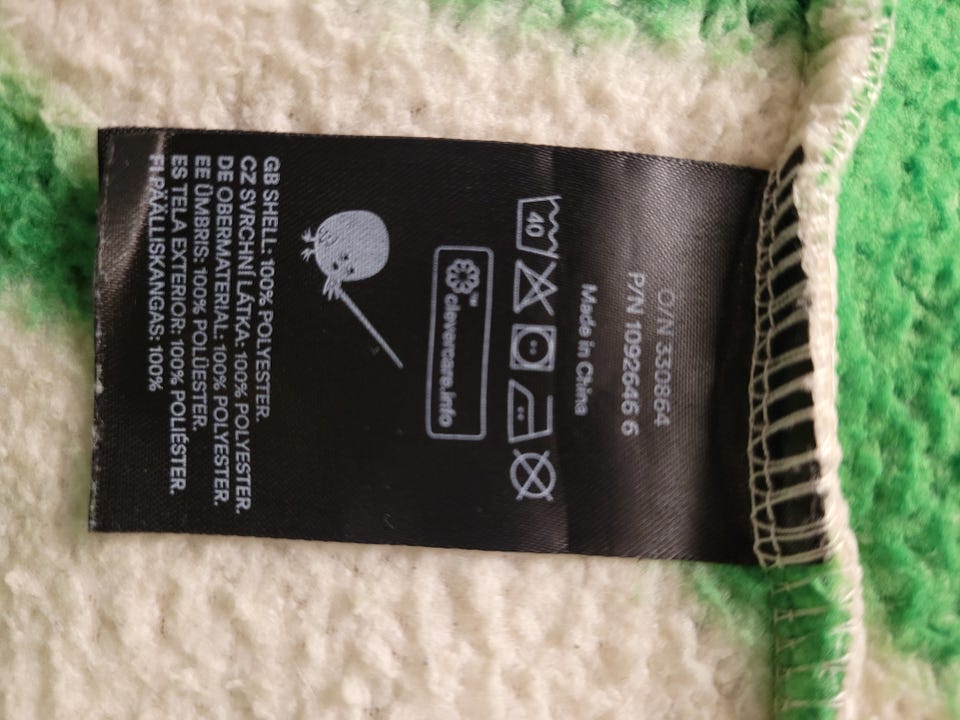 O/N 330864
P/N 1092646 6
Made in China
40
clevercare.info
GB SHELL: 100% POLYESTER.
CZ SVRCHNÍ LÁTKA: 100% POLYESTER.
DE OBERMATERIAL: 100% POLYESTER.
EE ÜMBRIS: 100% POLÜESTER.
ES TELA EXTERIOR: 100% POLIÉSTER.
FI PÄÄLLISKANGAS: 100%